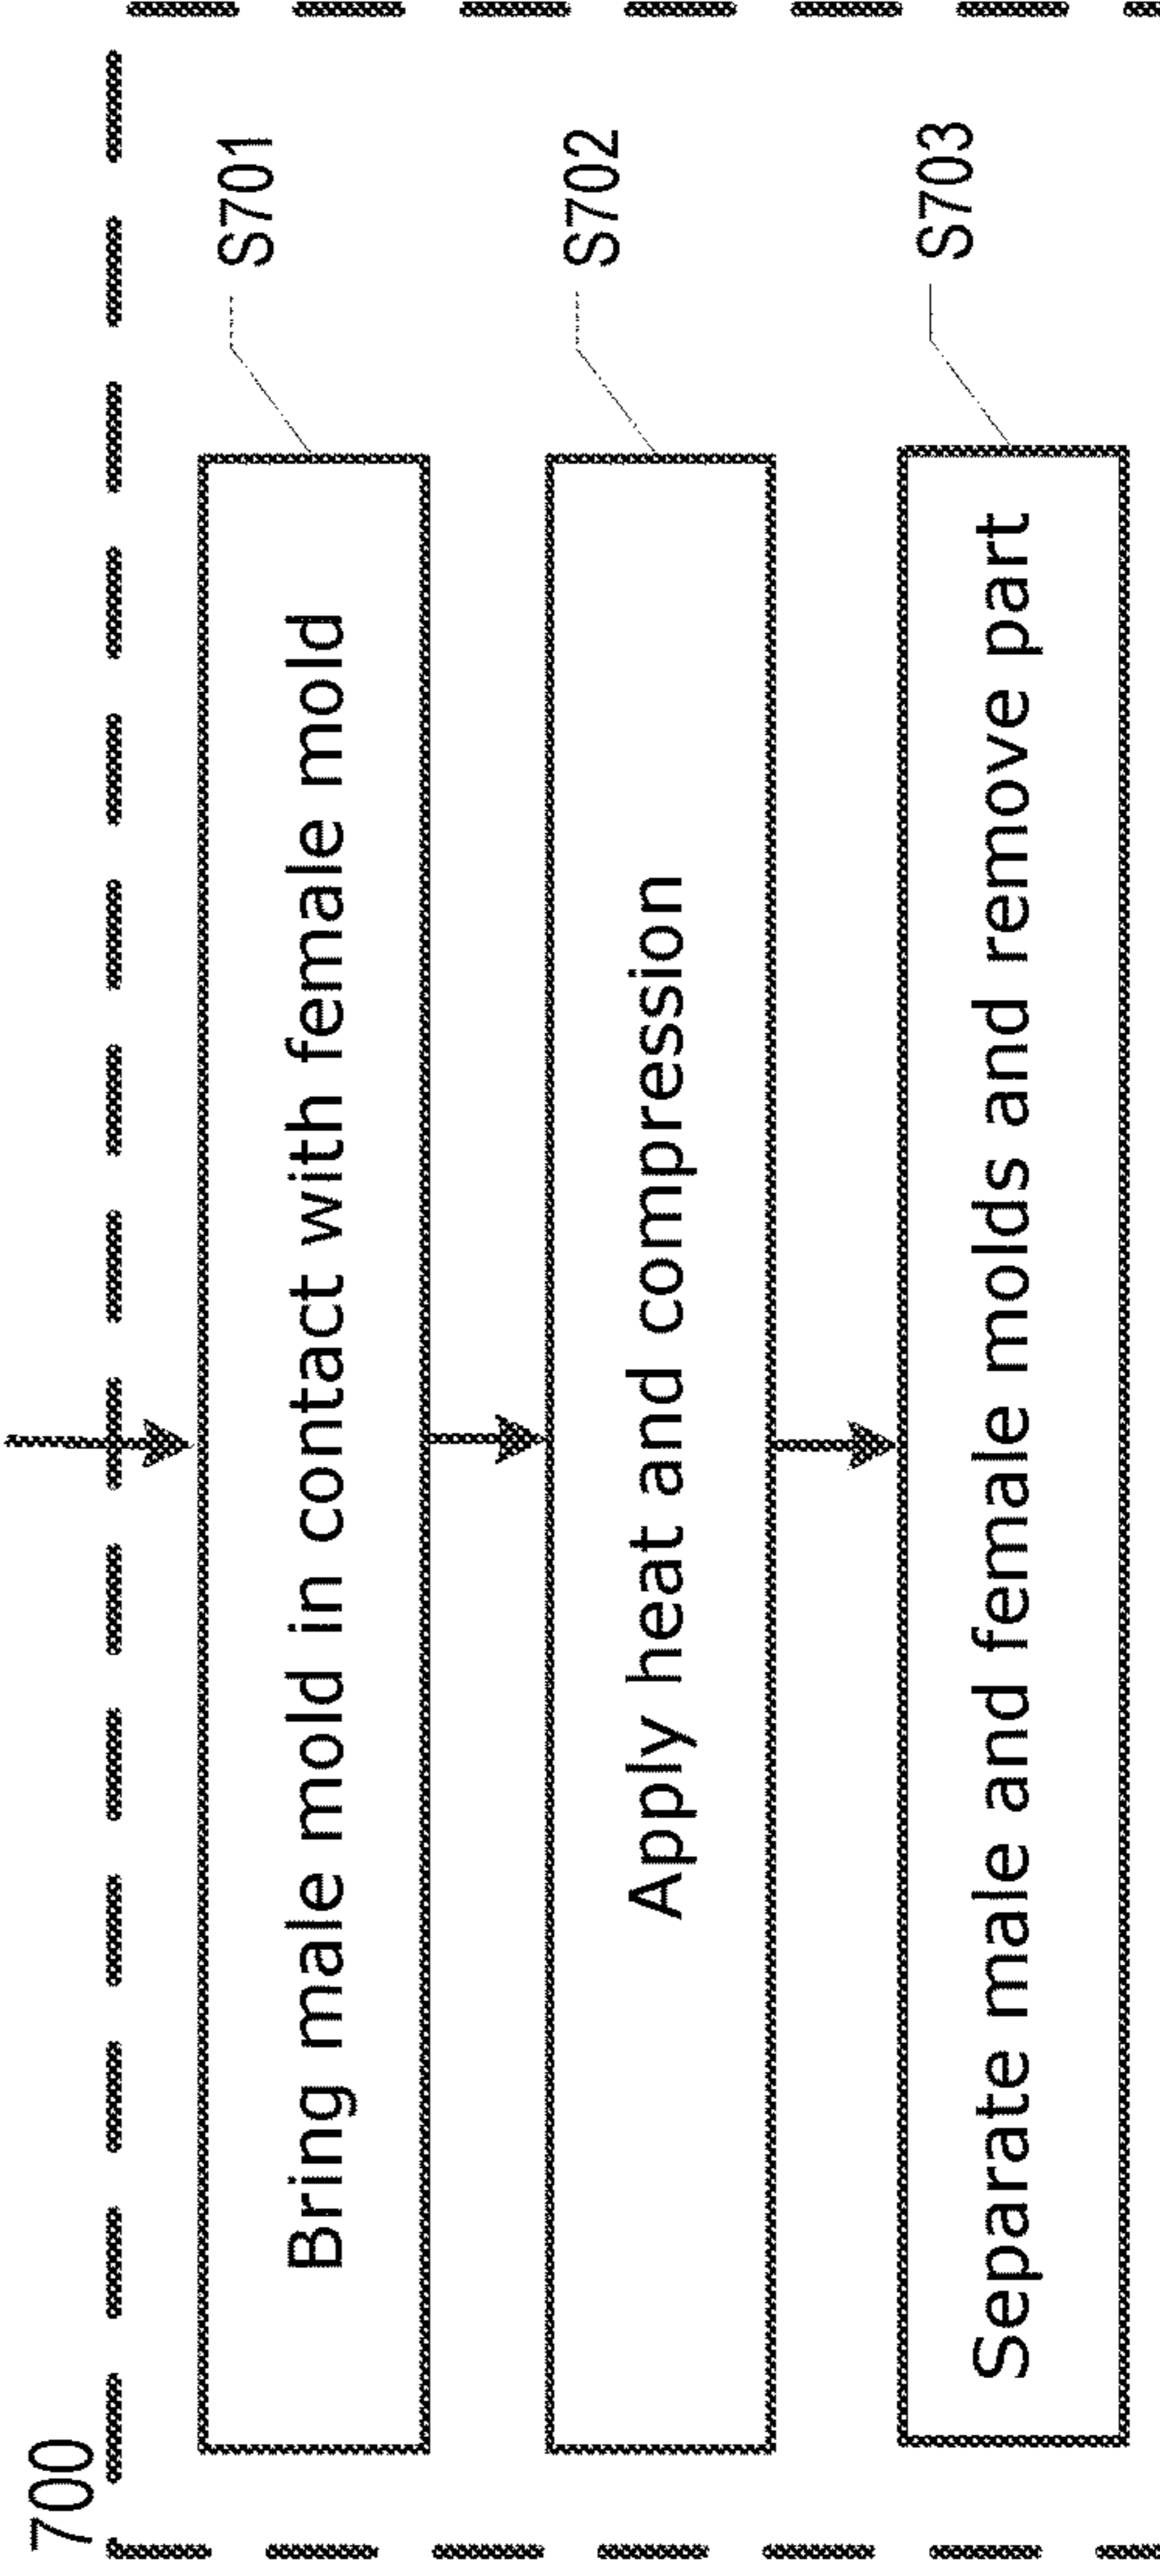 700
Bring male mold in contact with female mold
S701
Apply heat and compression
S702
Separate male and female molds and remove part
S703